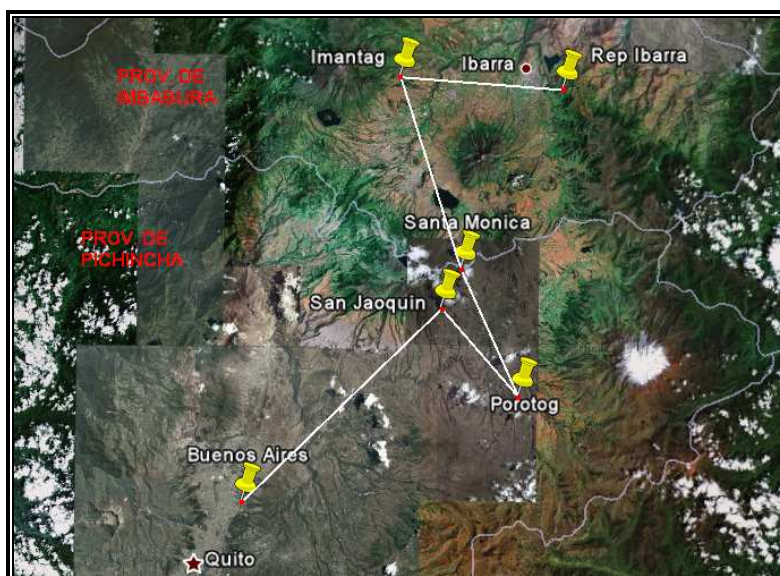 Imantag
Ibarra
Rep Ibarra
PROV. DE
IMBABURA
Santa Monica
PROV. DE
PICHINCHA
San Jaoquin
Porotog
Buenos Aires
Quito